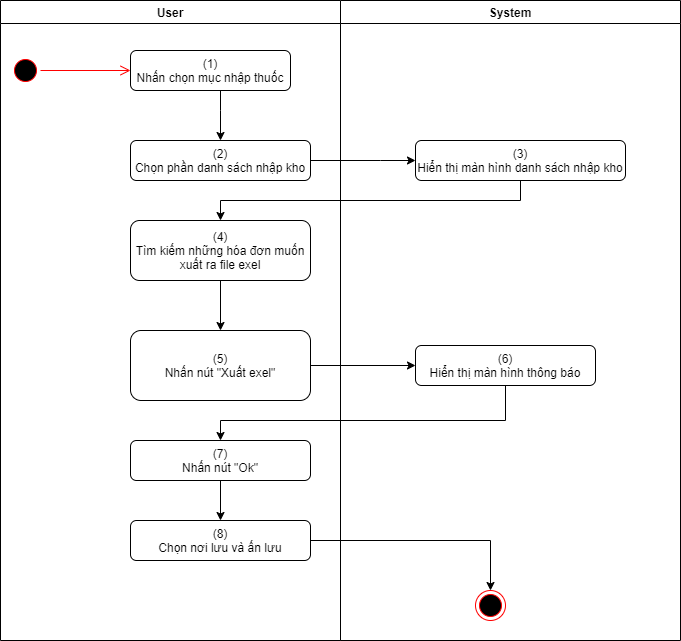 User
System
(1)
Nhấn chọn mục nhập thuốc
(2)
Chọn phần danh sách nhập kho
(3)
Hiển thị màn hình danh sách nhập kho
(4)
Tìm kiếm những hóa đơn muốn
xuất ra file exel
(5)
Nhấn nút "Xuất exel"
(6)
Hiển thị màn hình thông báo
(7)
Nhấn nút "Ok"
(8)
Chọn nơi lưu và ấn lưu